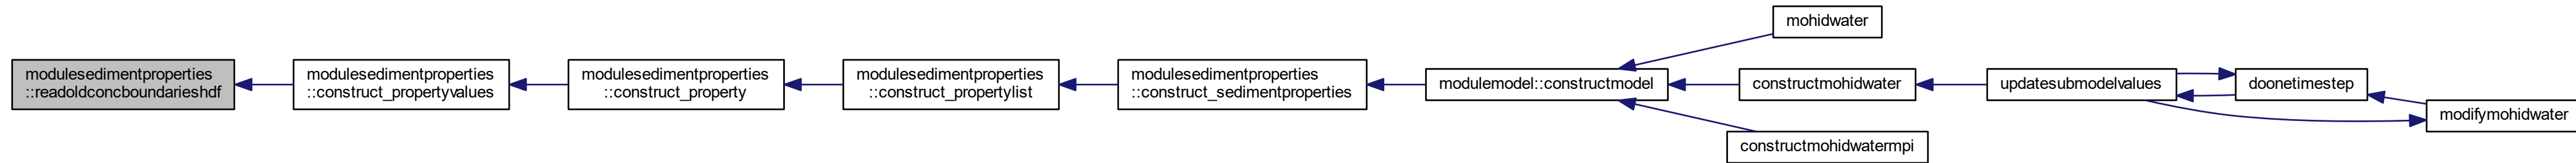 modulesedimentproperties
::readoldconcboundarieshdf
modulesedimentproperties
::construct_propertyvalues
modulesedimentproperties
::construct_property
modulesedimentproperties
::construct_propertylist
modulesedimentproperties
::construct_sedimentproperties
modulemodel::constructmodel
mohidwater
constructmohidwater
constructmohidwatermpi
updatesubmodelvalues
doonetimestep
modifymohidwater